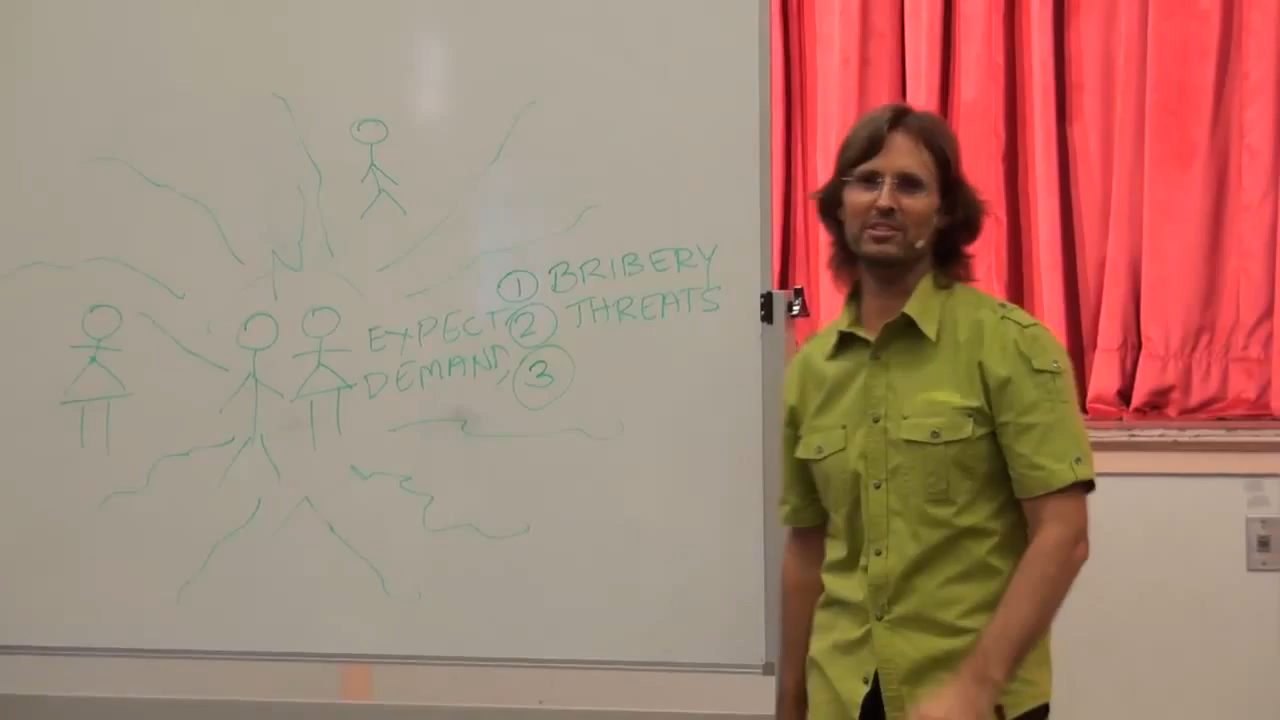 ① BRIBERY
EXPECT ② THREATS
DEMAND ③